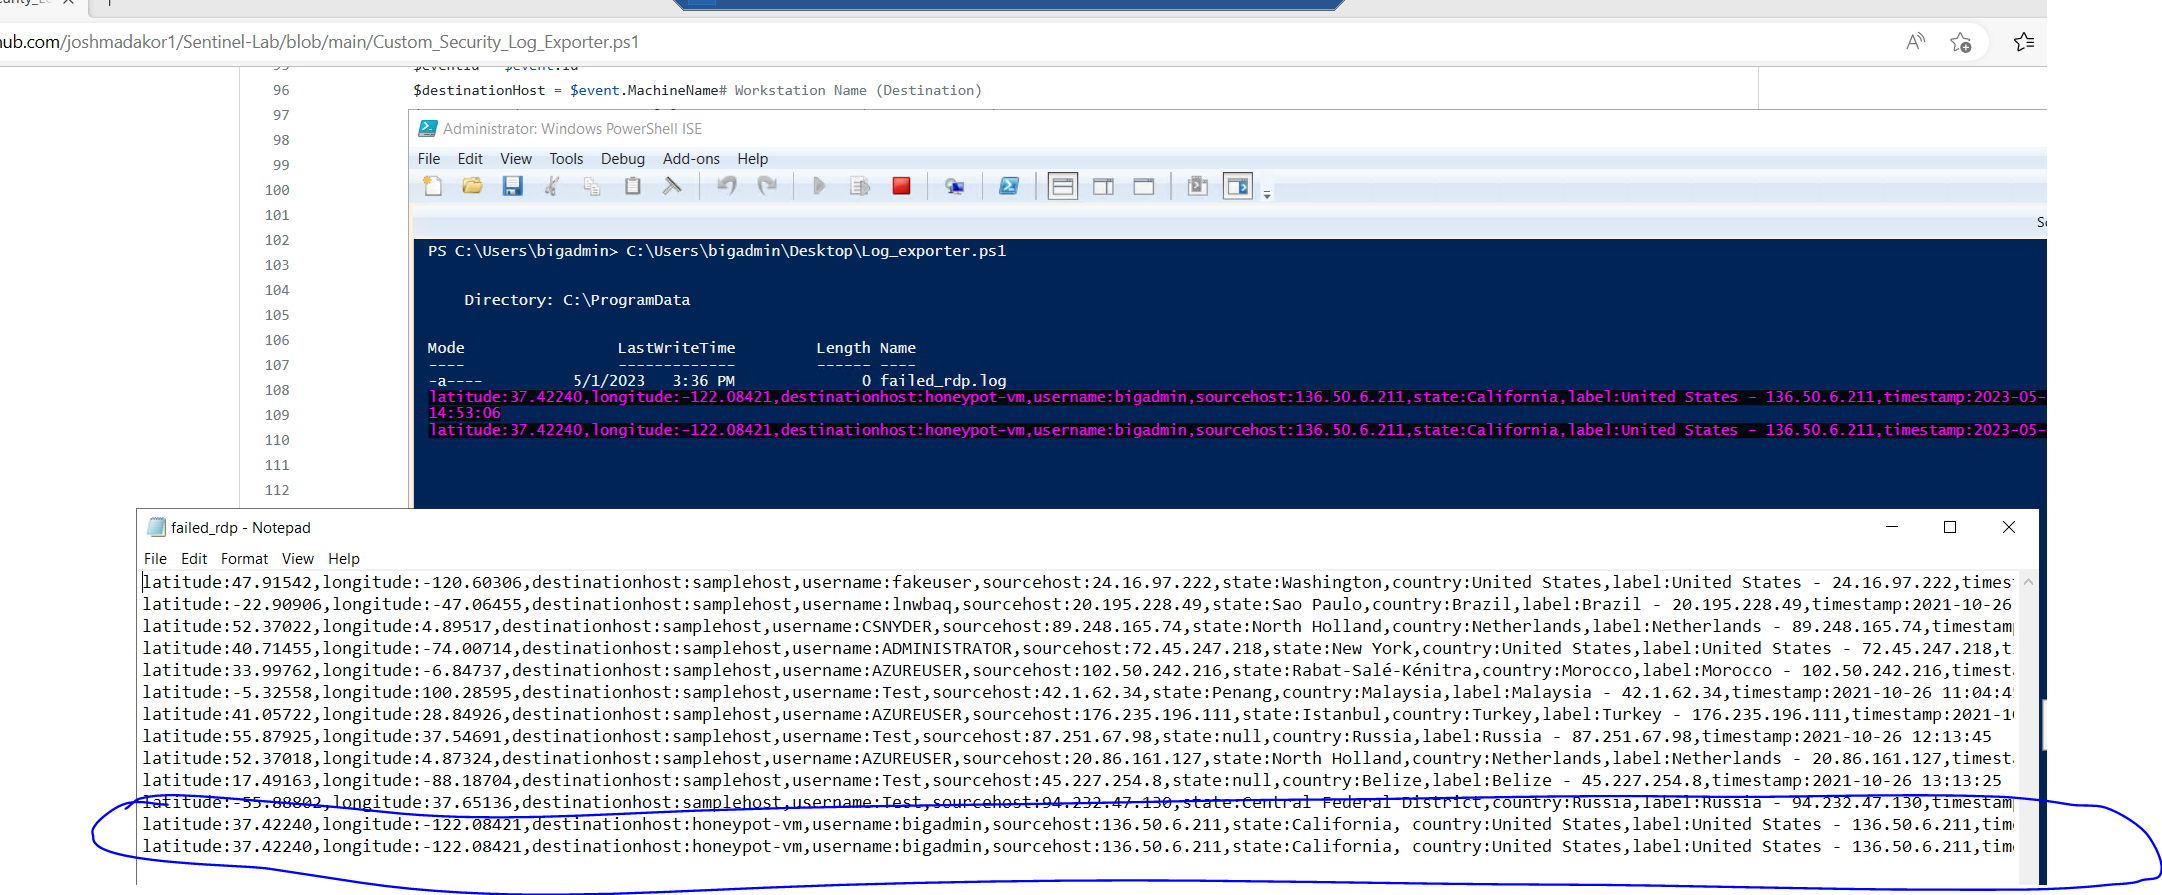 hub.com/joshmadakor1/Sentinel-Lab/blob/main/Custom_Security_Log_Exporter.ps1
96 $destinationHost = $event.MachineName# Workstation Name (Destination)
97
98
99
100
101
102
103
104
105
106
107
108
109
110
111
112
Administrator: Windows PowerShell ISE
File Edit View Tools Debug Add-ons Help
PS C:\Users\bigadmin> C:\Users\bigadmin\Desktop\Log_exporter.ps1
Directory: C:\ProgramData
Mode LastWriteTime Length Name
---- ------------- ------ ----
-a---- 5/1/2023 3:36 PM 0 failed_rdp.log
latitude:37.42240,longitude:-122.08421,destinationhost:honeypot-vm,username:bigadmin,sourcehost:136.50.6.211,state:California,label:United States - 136.50.6.211,timestamp:2023-05-
14:53:06
latitude:37.42240,longitude:-122.08421,destinationhost:honeypot-vm,username:bigadmin,sourcehost:136.50.6.211,state:California,label:United States - 136.50.6.211,timestamp:2023-05-
failed_rdp - Notepad
File Edit Format View Help
latitude:47.91542,longitude:-120.60306,destinationhost:samplehost,username:fakeuser,sourcehost:24.16.97.222,state:Washington,country:United States,label:United States - 24.16.97.222,times
latitude:-22.90906,longitude:-47.06455,destinationhost:samplehost,username:lnwbaq,sourcehost:20.195.228.49,state:Sao Paulo,country:Brazil,label:Brazil - 20.195.228.49,timestamp:2021-10-26
latitude:52.37022,longitude:4.89517,destinationhost:samplehost,username:CSNYDER,sourcehost:89.248.165.74,state:North Holland,country:Netherlands,label:Netherlands - 89.248.165.74,timestam
latitude:40.71455,longitude:-74.00714,destinationhost:samplehost,username:ADMINISTRATOR,sourcehost:72.45.247.218,state:New York,country:United States,label:United States - 72.45.247.218,t
latitude:33.99762,longitude:-6.84737,destinationhost:samplehost,username:AZUREUSER,sourcehost:102.50.242.216,state:Rabat-Salé-Kénitra,country:Morocco,label:Morocco - 102.50.242.216,timest
latitude:-5.32558,longitude:100.28595,destinationhost:samplehost,username:Test,sourcehost:42.1.62.34,state:Penang,country:Malaysia,label:Malaysia - 42.1.62.34,timestamp:2021-10-26 11:04:4
latitude:41.05722,longitude:28.84926,destinationhost:samplehost,username:AZUREUSER,sourcehost:176.235.196.111,state:Istanbul,country:Turkey,label:Turkey - 176.235.196.111,timestamp:2021-1
latitude:55.87925,longitude:37.54691,destinationhost:samplehost,username:Test,sourcehost:87.251.67.98,state:null,country:Russia,label:Russia - 87.251.67.98,timestamp:2021-10-26 12:13:45
latitude:52.37018,longitude:4.87324,destinationhost:samplehost,username:AZUREUSER,sourcehost:20.86.161.127,state:North Holland,country:Netherlands,label:Netherlands - 20.86.161.127,timest
latitude:17.49163,longitude:-88.18704,destinationhost:samplehost,username:Test,sourcehost:45.227.254.8,state:null,country:Belize,label:Belize - 45.227.254.8,timestamp:2021-10-26 13:13:25
latitude:-55.88802,longitude:37.65136,destinationhost:samplehost,username:Test,sourcehost:94.232.47.130,state:Central Federal District,country:Russia,label:Russia - 94.232.47.130,timestam
latitude:37.42240,longitude:-122.08421,destinationhost:honeypot-vm,username:bigadmin,sourcehost:136.50.6.211,state:California, country:United States,label:United States - 136.50.6.211,tim
latitude:37.42240,longitude:-122.08421,destinationhost:honeypot-vm,username:bigadmin,sourcehost:136.50.6.211,state:California, country:United States,label:United States - 136.50.6.211,tim